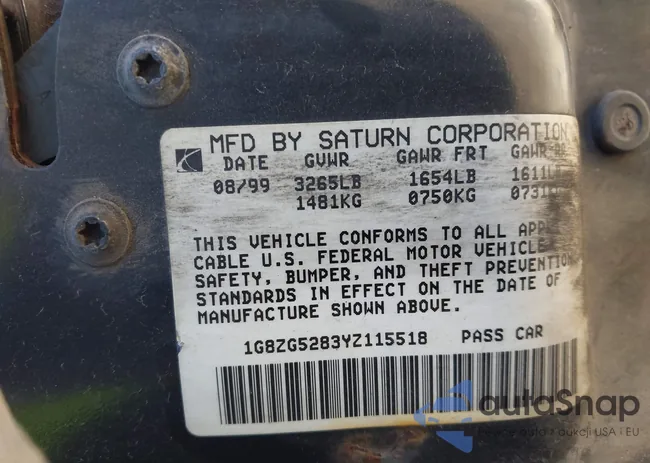 MFD BY SATURN CORPORATION
DATE GVWR GAWR FRT GAWR
08/99 3265LB 1654LB
1481KG 0750KG
THIS VEHICLE CONFORMS TO ALL
CABLE U.S. FEDERAL MOTOR VEHICLE
SAFETY, BUMPER, AND THEFT PREVENTION
STANDARDS IN EFFECT ON THE DATE OF
MANUFACTURE SHOWN ABOVE.
1G8ZG5283YZ115518 PASS CAR
autoSnap